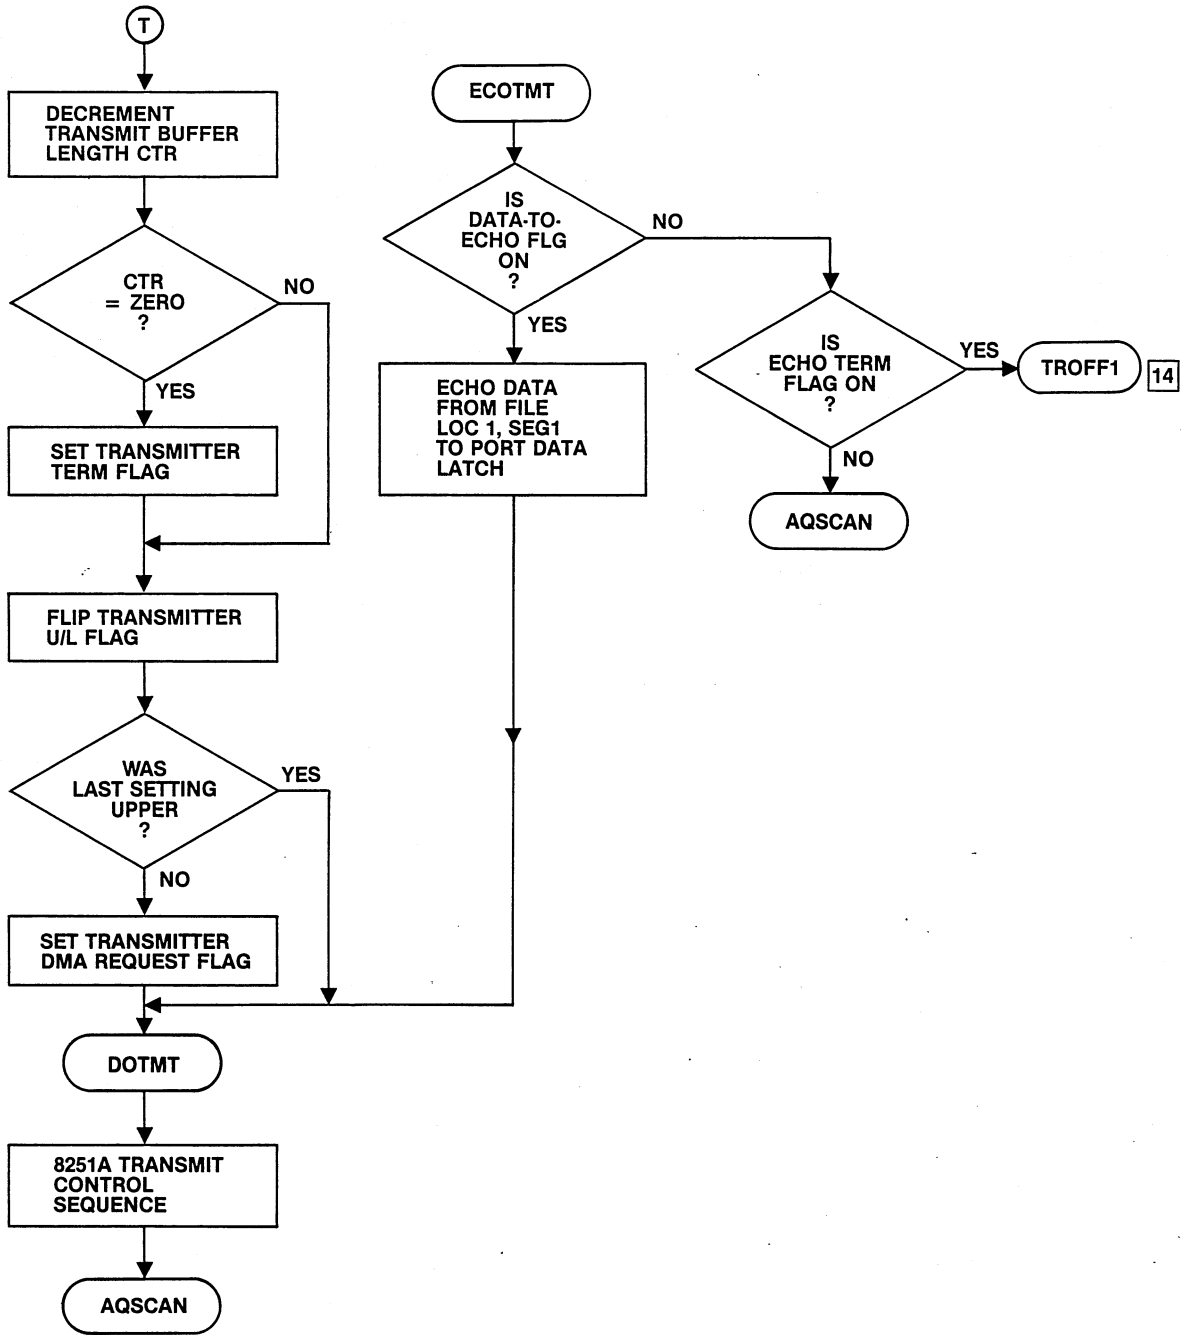 T
DECREMENT
TRANSMIT BUFFER
LENGTH CTR
CTR
= ZERO
?
NO
YES
SET TRANSMITTER
TERM FLAG
FLIP TRANSMITTER
U/L FLAG
WAS
LAST SETTING
UPPER
?
YES
NO
SET TRANSMITTER
DMA REQUEST FLAG
DOTMT
8251A TRANSMIT
CONTROL
SEQUENCE
AQSCAN
ECOTMT
IS
DATA-TO-
ECHO FLG
ON
?
NO
YES
ECHO DATA
FROM FILE
LOC 1, SEG1
TO PORT DATA
LATCH
IS
ECHO TERM
FLAG ON
?
YES
TROFF1
14
NO
AQSCAN